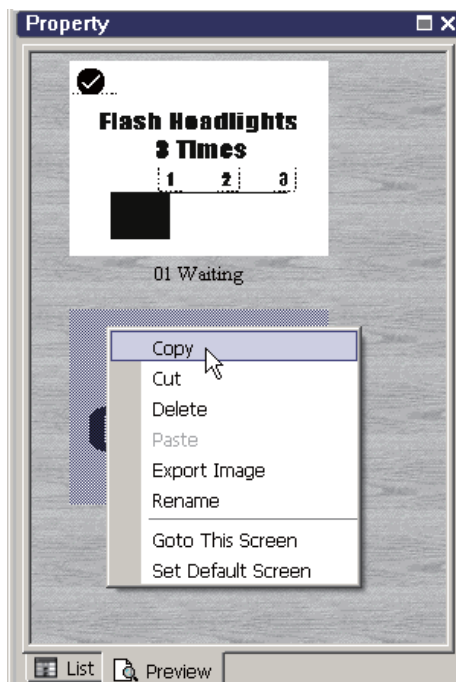 Property
Flash Headlights
3 Times
1 2 3
01 Waiting
Copy
Cut
Delete
Paste
Export Image
Rename
Goto This Screen
Set Default Screen
List Preview